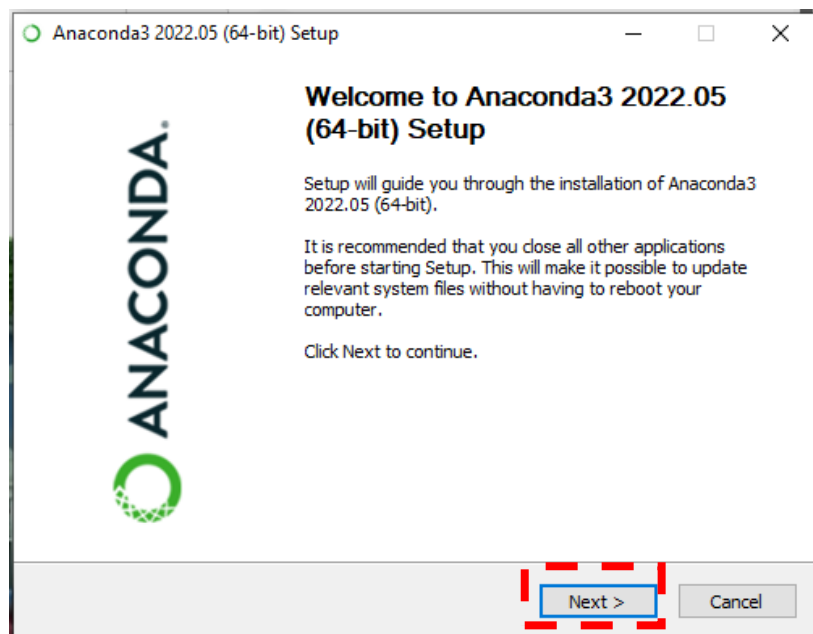 Anaconda3 2022.05 (64-bit) Setup
Welcome to Anaconda3 2022.05
(64-bit) Setup
Setup will guide you through the installation of Anaconda3
2022.05 (64-bit).
It is recommended that you close all other applications
before starting Setup. This will make it possible to update
relevant system files without having to reboot your
computer.
Click Next to continue.
ANACONDA.
Next >
Cancel